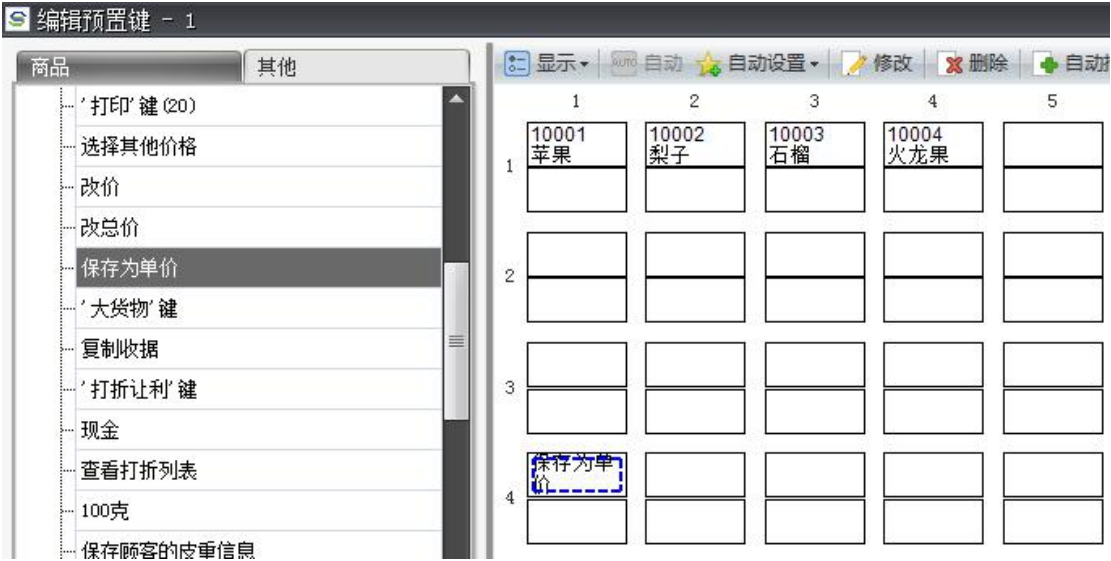 编辑预置键 - 1
商品
其他
'打印'键(20)
选择其他价格
改价
改总价
保存为单价
'大货物'键
复制收据
'打折让利'键
现金
查看打折列表
100克
保存顾客的皮重信息
显示
AUTO 自动
自动设置
修改
删除
自动
1 2 3 4 5
10001 10002 10003 10004
1 苹果 梨子 石榴 火龙果
2
3
保存为单
价
4